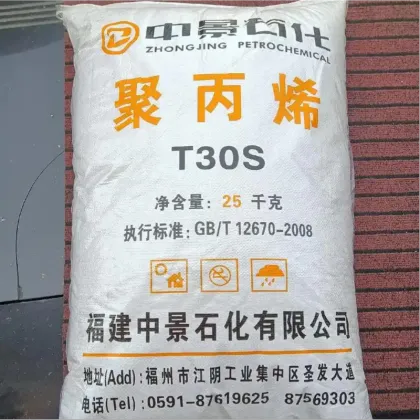 中景石化
ZHONGJING PETROCHEMICAL
聚丙烯
T30S
净含量: 25 千克
执行标准: GB/T 12670-2008
福建中景石化有限公司
地址(Add): 福州市江阴工业集中区圣发大道
电话(Tel): 0591-87619625 87569303